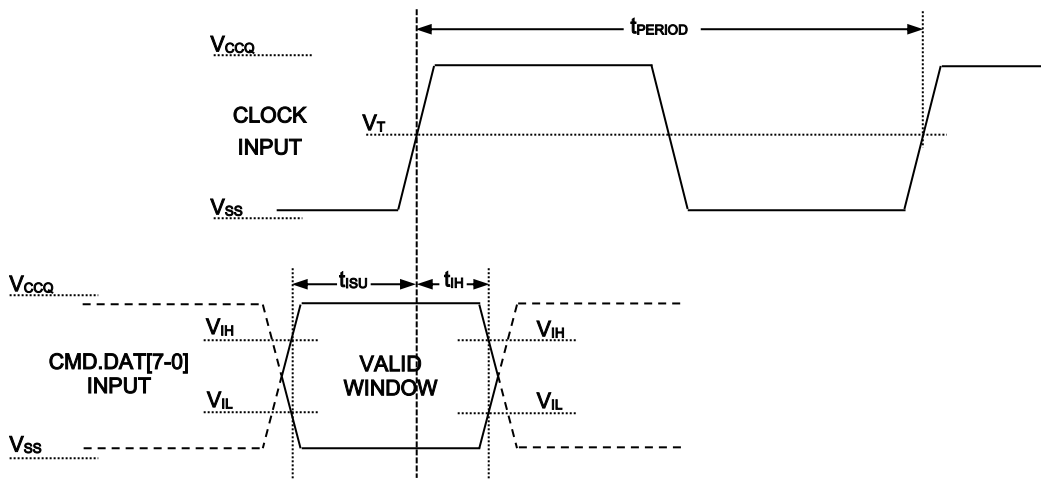 tPERIOD
VCCQ
CLOCK
INPUT
VT
VSS
VCCQ
tISU
tIH
VIH
VIH
CMD.DAT[7-0]
INPUT
VALID
WINDOW
VIL
VIL
VSS